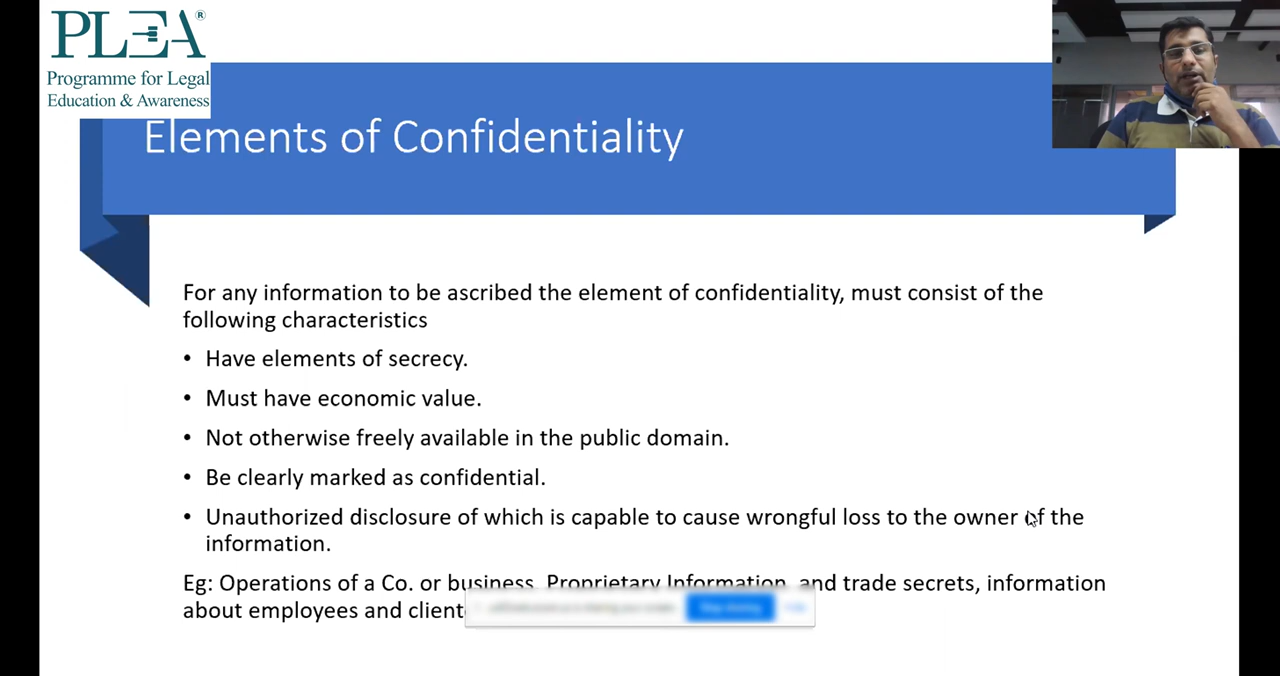 PLEA®
Programme for Legal
Education & Awareness
Elements of Confidentiality
For any information to be ascribed the element of confidentiality, must consist of the
following characteristics
• Have elements of secrecy.
• Must have economic value.
• Not otherwise freely available in the public domain.
• Be clearly marked as confidential.
• Unauthorized disclosure of which is capable to cause wrongful loss to the owner of the
information.
Eg: Operations of a Co. or business, Proprietary Information, and trade secrets, information
about employees and client